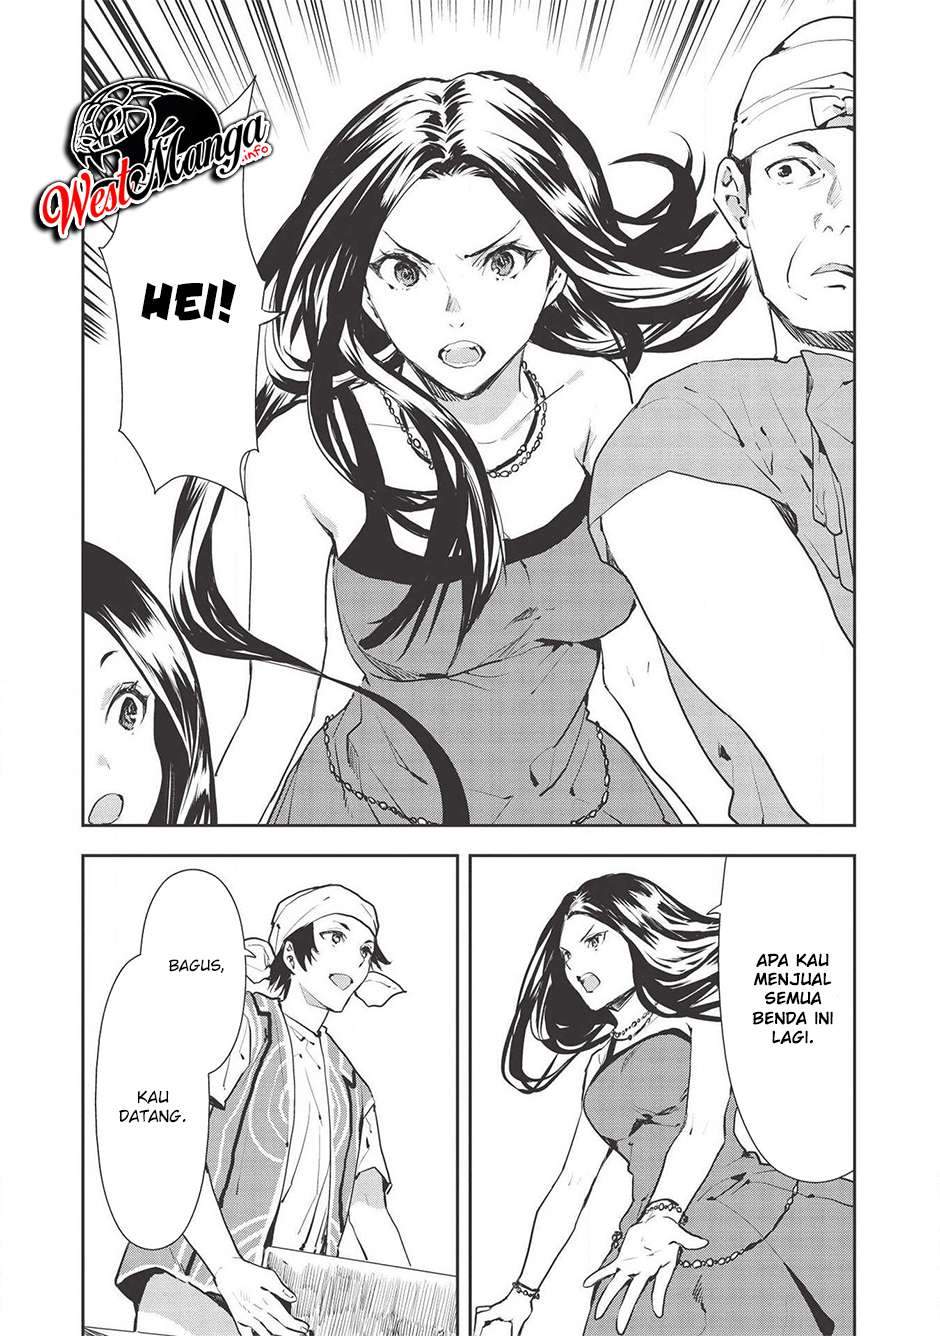 WestManga
.info
HEI!
APA KAU
MENJUAL
SEMUA
BENDA INI
LAGI.
BAGUS,
KAU
DATANG.